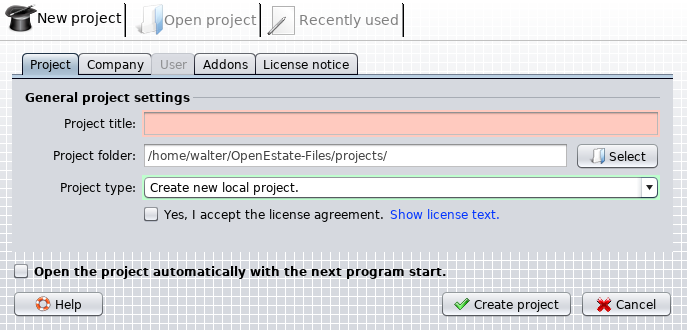 New project Open project Recently used
Project Company User Addons License notice
General project settings
Project title:
Project folder: /home/walter/OpenEstate-Files/projects/ Select
Project type: Create new local project.
Yes, I accept the license agreement. Show license text.
Open the project automatically with the next program start.
Help Create project Cancel